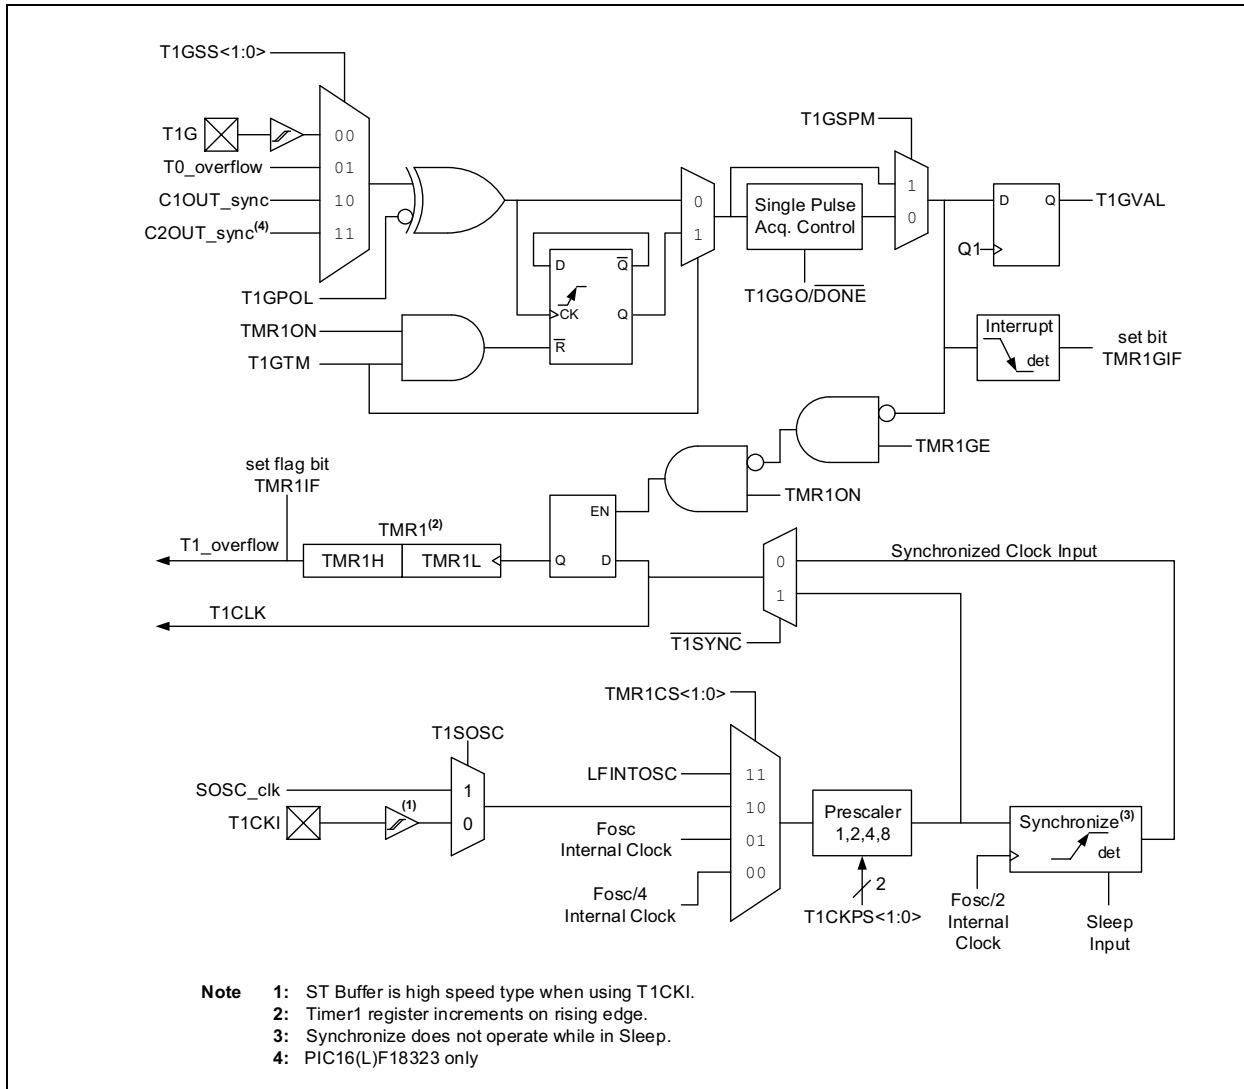 T1GSS<1:0>
T1G
00
T0_overflow
01
C1OUT_sync
10
C2OUT_sync(4)
11
T1GPOL
TMR1ON
T1GTM
D
Q
CK
Q
R
0
1
Single Pulse
Acq. Control
T1GGO/DONE
T1GSPM
1
0
D
Q
T1GVAL
Q1
Interrupt
det
set bit
TMR1GIF
TMR1GE
TMR1ON
set flag bit
TMR1IF
T1_overflow
TMR1(2)
TMR1H
TMR1L
EN
Q
D
T1CLK
0
1
Synchronized Clock Input
T1SYNC
TMR1CS<1:0>
T1SOSC
SOSC_clk
1
T1CKI
(1)
0
LFINTOSC
11
10
Fosc
Internal Clock
01
Fosc/4
Internal Clock
00
Prescaler
1,2,4,8
2
T1CKPS<1:0>
Synchronize(3)
det
Fosc/2
Internal
Clock
Sleep
Input
Note 1: ST Buffer is high speed type when using T1CKI.
2: Timer1 register increments on rising edge.
3: Synchronize does not operate while in Sleep.
4: PIC16(L)F18323 only